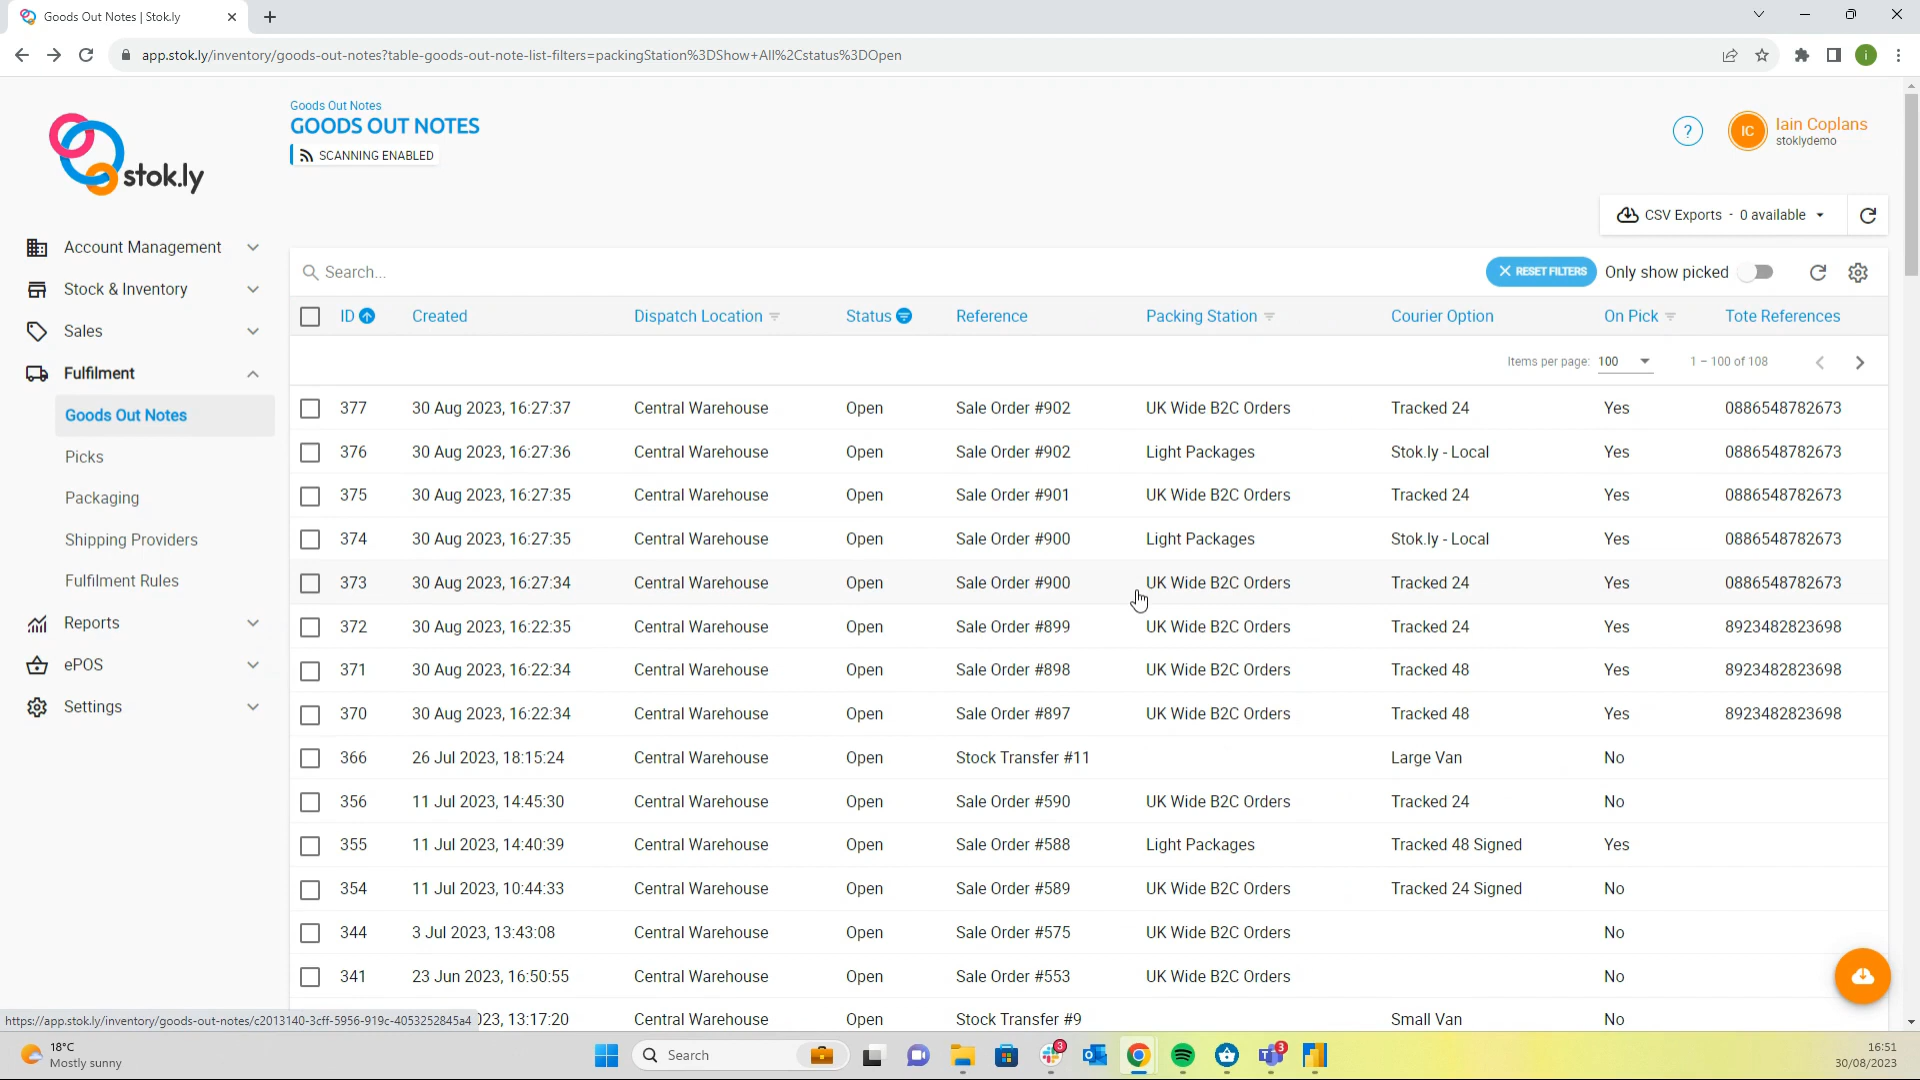 Goods Out Notes | Stok.ly
app.stok.ly/inventory/goods-out-notes?table-goods-out-note-list-filters=packingStation%3DShow+All%2Cstatus%3DOpen
i
stok.ly
Goods Out Notes
GOODS OUT NOTES
SCANNING ENABLED
?
IC
Iain Coplans
stoklydemo
CSV Exports - 0 available
Account Management
Stock & Inventory
Sales
Fulfilment
Goods Out Notes
Picks
Packaging
Shipping Providers
Fulfilment Rules
Reports
ePOS
Settings
Search...
RESET FILTERS
Only show picked
ID Created Dispatch Location Status Reference Packing Station Courier Option On Pick Tote References
Items per page: 100 1 – 100 of 108
377 30 Aug 2023, 16:27:37 Central Warehouse Open Sale Order #902 UK Wide B2C Orders Tracked 24 Yes 0886548782673
376 30 Aug 2023, 16:27:36 Central Warehouse Open Sale Order #902 Light Packages Stok.ly - Local Yes 0886548782673
375 30 Aug 2023, 16:27:35 Central Warehouse Open Sale Order #901 UK Wide B2C Orders Tracked 24 Yes 0886548782673
374 30 Aug 2023, 16:27:35 Central Warehouse Open Sale Order #900 Light Packages Stok.ly - Local Yes 0886548782673
373 30 Aug 2023, 16:27:34 Central Warehouse Open Sale Order #900 UK Wide B2C Orders Tracked 24 Yes 0886548782673
372 30 Aug 2023, 16:22:35 Central Warehouse Open Sale Order #899 UK Wide B2C Orders Tracked 24 Yes 8923482823698
371 30 Aug 2023, 16:22:34 Central Warehouse Open Sale Order #898 UK Wide B2C Orders Tracked 48 Yes 8923482823698
370 30 Aug 2023, 16:22:34 Central Warehouse Open Sale Order #897 UK Wide B2C Orders Tracked 48 Yes 8923482823698
366 26 Jul 2023, 18:15:24 Central Warehouse Open Stock Transfer #11 Large Van No
356 11 Jul 2023, 14:45:30 Central Warehouse Open Sale Order #590 UK Wide B2C Orders Tracked 24 No
355 11 Jul 2023, 14:40:39 Central Warehouse Open Sale Order #588 Light Packages Tracked 48 Signed Yes
354 11 Jul 2023, 10:44:33 Central Warehouse Open Sale Order #589 UK Wide B2C Orders Tracked 24 Signed No
344 3 Jul 2023, 13:43:08 Central Warehouse Open Sale Order #575 UK Wide B2C Orders No
341 23 Jun 2023, 16:50:55 Central Warehouse Open Sale Order #553 UK Wide B2C Orders No
023, 13:17:20 Central Warehouse Open Stock Transfer #9 Small Van No
https://app.stok.ly/inventory/goods-out-notes/c2013140-3cff-5956-919c-4053252845a4
18°C
Mostly sunny
Search
3
3
16:51
30/08/2023